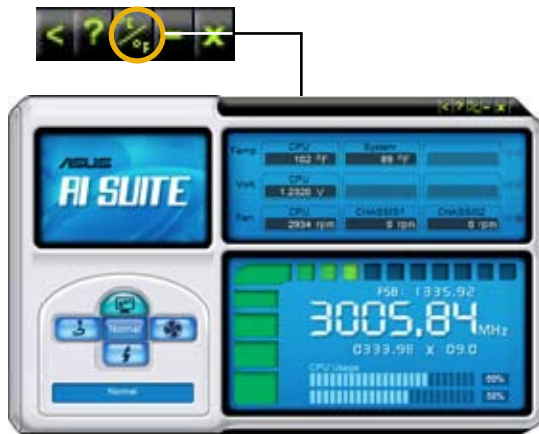 < ? °C/°F - x
< ? °C/°F - x
ASUS
AI SUITE
Temp CPU System
102 °F 89 °F
Volt CPU
1.2320 V
Fan CPU CHASSIS1 CHASSIS2
2934 rpm 0 rpm 0 rpm
FSB: 1335.92
3005.84 MHz
0333.98 x 09.0
CPU Usage
69%
58%
Normal
Normal